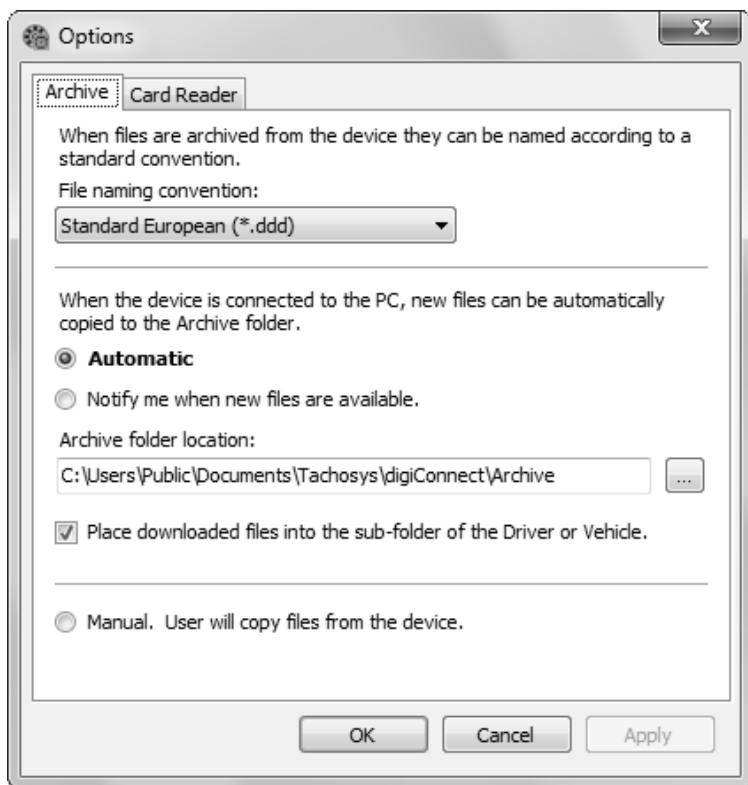 Options
Archive
Card Reader
When files are archived from the device they can be named according to a
standard convention.
File naming convention:
Standard European (*.ddd)
When the device is connected to the PC, new files can be automatically
copied to the Archive folder.
Automatic
Notify me when new files are available.
Archive folder location:
C:\Users\Public\Documents\Tachosys\digiConnect\Archive
...
Place downloaded files into the sub-folder of the Driver or Vehicle.
Manual.  User will copy files from the device.
OK
Cancel
Apply